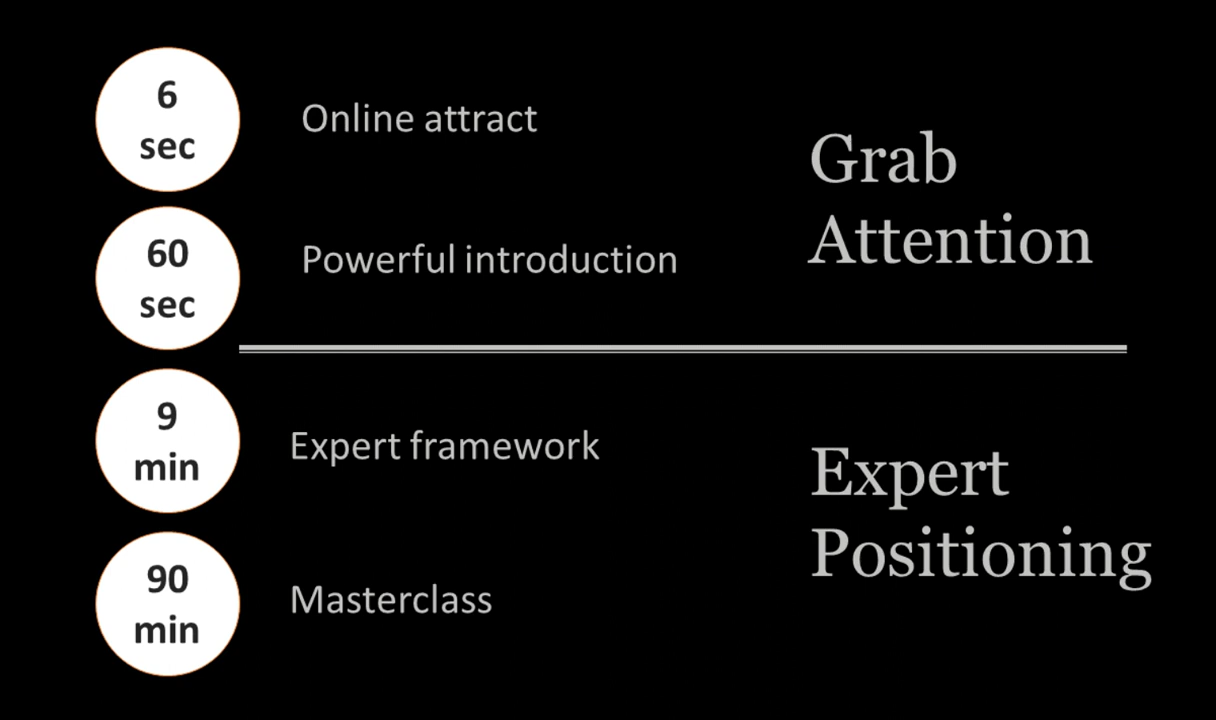 6
sec
Online attract
60
sec
Powerful introduction
Grab
Attention
9
min
Expert framework
90
min
Masterclass
Expert
Positioning